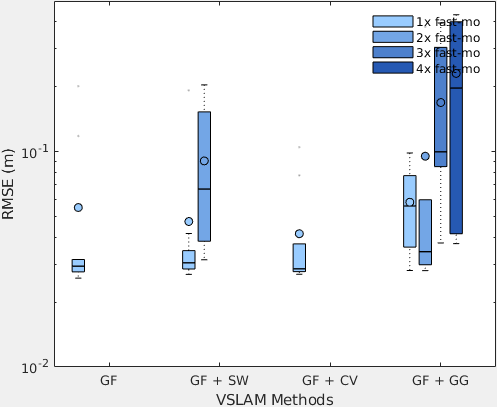 1x fast-mo
2x fast-mo
3x fast-mo
4x fast-mo
RMSE (m)
10-1
10-2
GF
GF + SW
GF + CV
GF + GG
VSLAM Methods